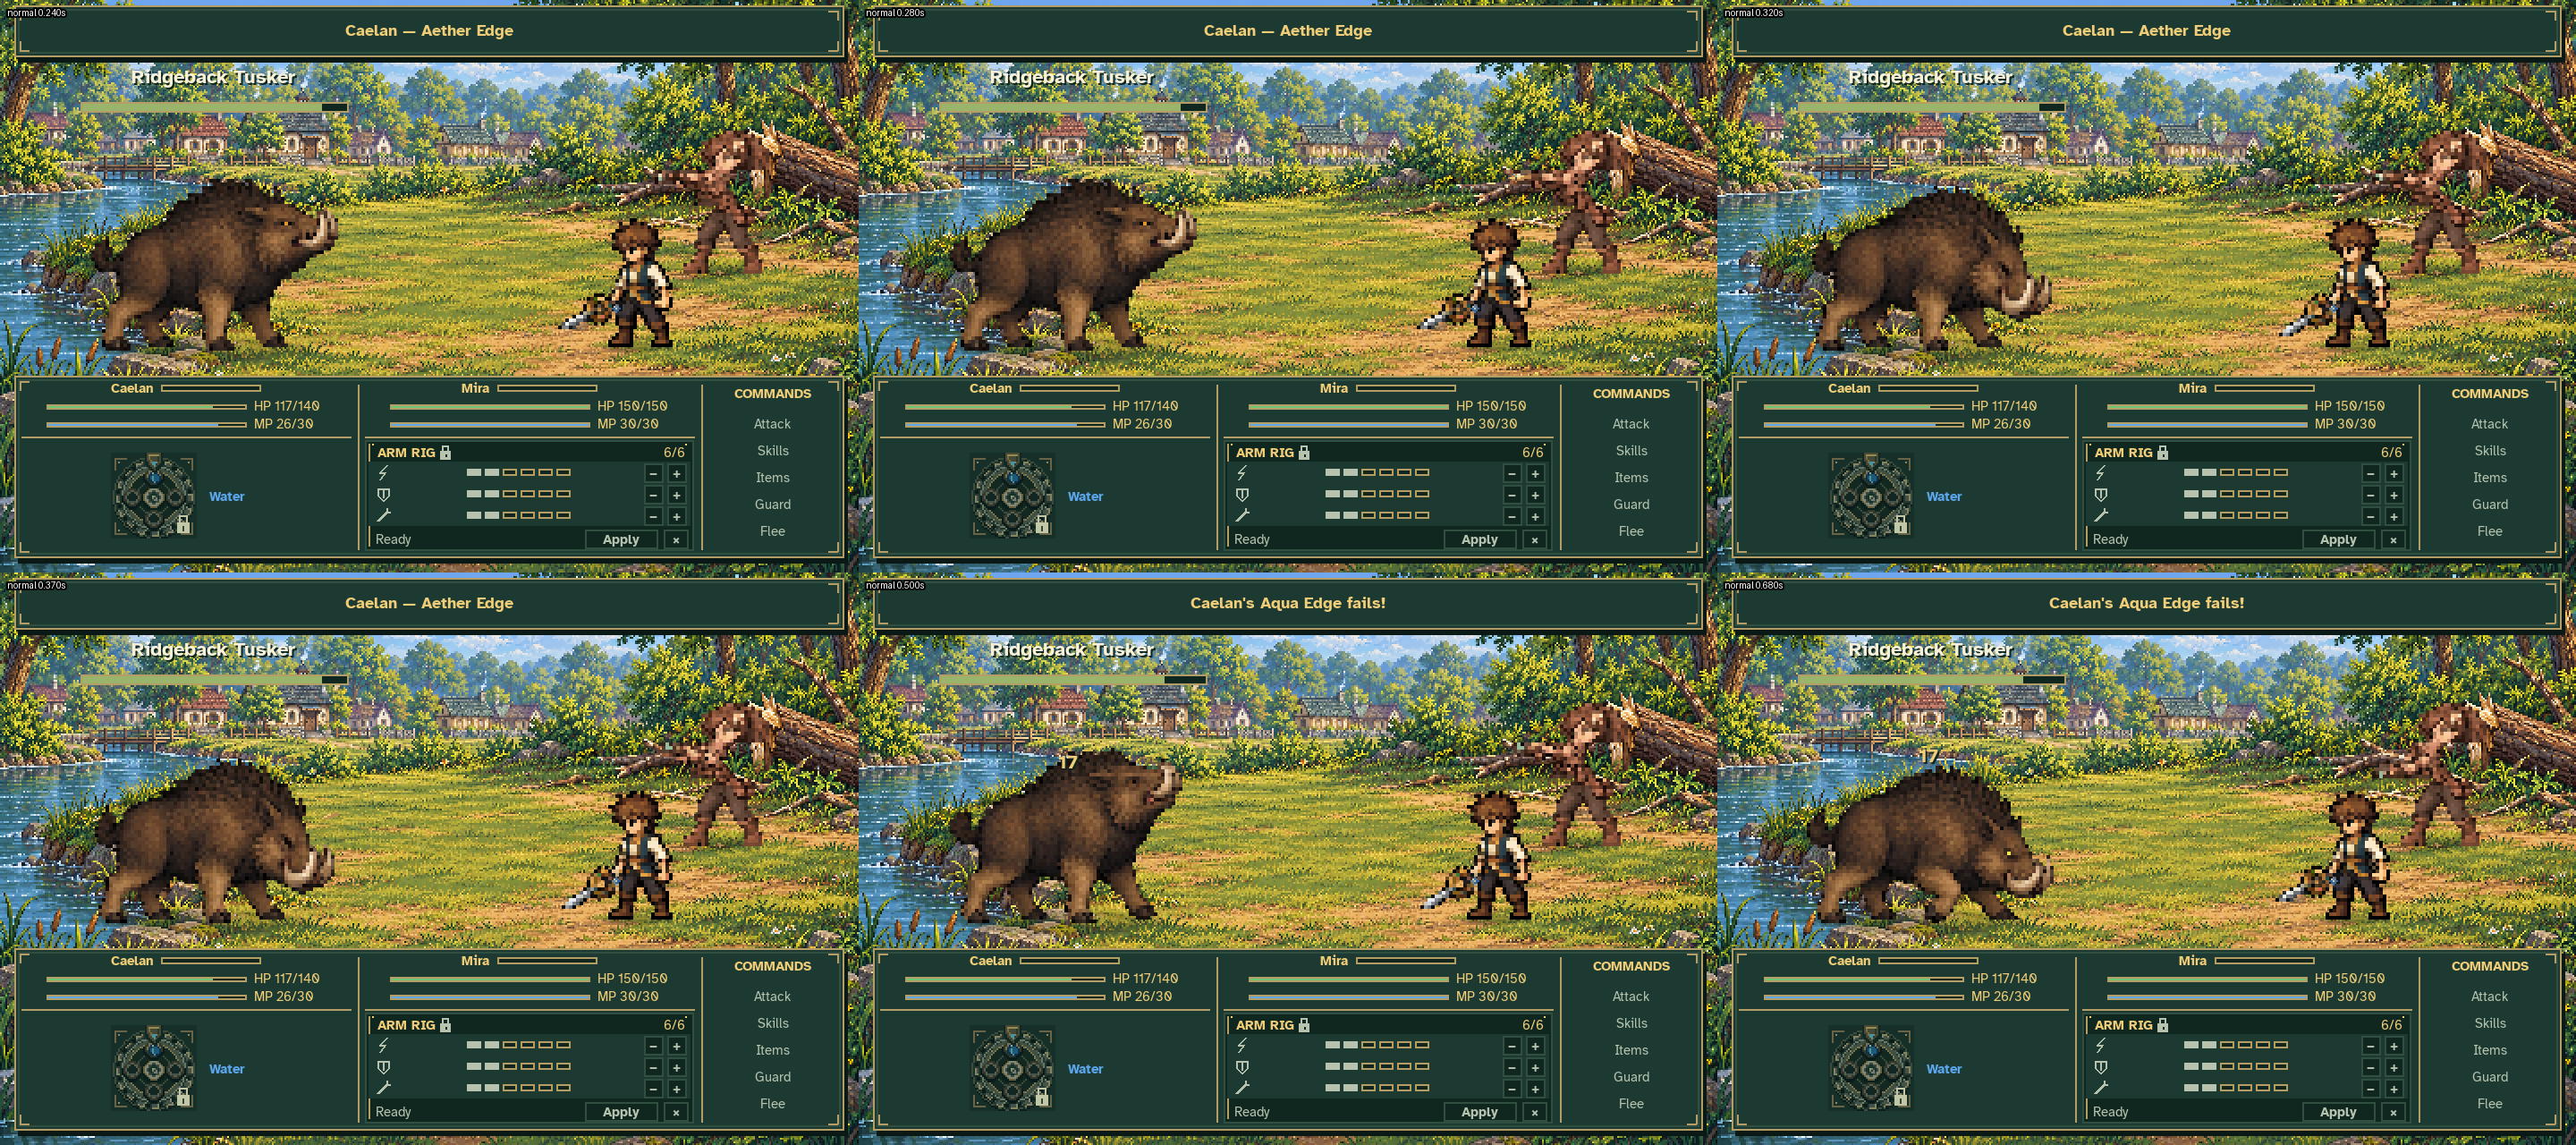 normal 0.240s
Caelan — Aether Edge
Ridgeback Tusker
Caelan
HP 117/140
MP 26/30
Water
Mira
HP 150/150
MP 30/30
ARM RIG 6/6
Ready Apply ×
COMMANDS
Attack
Skills
Items
Guard
Flee
normal 0.280s
Caelan — Aether Edge
Ridgeback Tusker
Caelan
HP 117/140
MP 26/30
Water
Mira
HP 150/150
MP 30/30
ARM RIG 6/6
Ready Apply ×
COMMANDS
Attack
Skills
Items
Guard
Flee
normal 0.320s
Caelan — Aether Edge
Ridgeback Tusker
Caelan
HP 117/140
MP 26/30
Water
Mira
HP 150/150
MP 30/30
ARM RIG 6/6
Ready Apply ×
COMMANDS
Attack
Skills
Items
Guard
Flee
normal 0.370s
Caelan — Aether Edge
Ridgeback Tusker
Caelan
HP 117/140
MP 26/30
Water
Mira
HP 150/150
MP 30/30
ARM RIG 6/6
Ready Apply ×
COMMANDS
Attack
Skills
Items
Guard
Flee
normal 0.500s
Caelan's Aqua Edge fails!
Ridgeback Tusker
17
Caelan
HP 117/140
MP 26/30
Water
Mira
HP 150/150
MP 30/30
ARM RIG 6/6
Ready Apply ×
COMMANDS
Attack
Skills
Items
Guard
Flee
normal 0.680s
Caelan's Aqua Edge fails!
Ridgeback Tusker
17
Caelan
HP 117/140
MP 26/30
Water
Mira
HP 150/150
MP 30/30
ARM RIG 6/6
Ready Apply ×
COMMANDS
Attack
Skills
Items
Guard
Flee